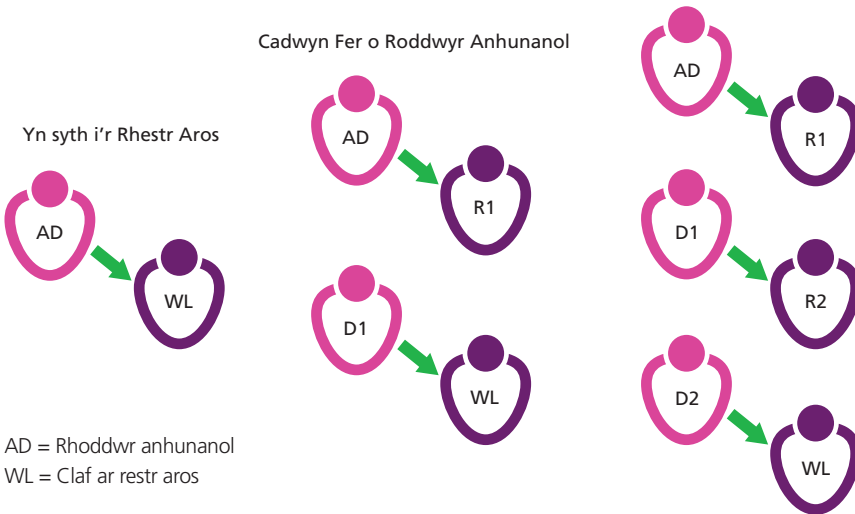 Yn syth i'r Rhestr Aros
AD
WL
Cadwyn Fer o Roddwyr Anhunanol
AD
R1
D1
WL
AD
R1
D1
R2
D2
WL
AD = Rhoddwr anhunanol
WL = Claf ar restr aros